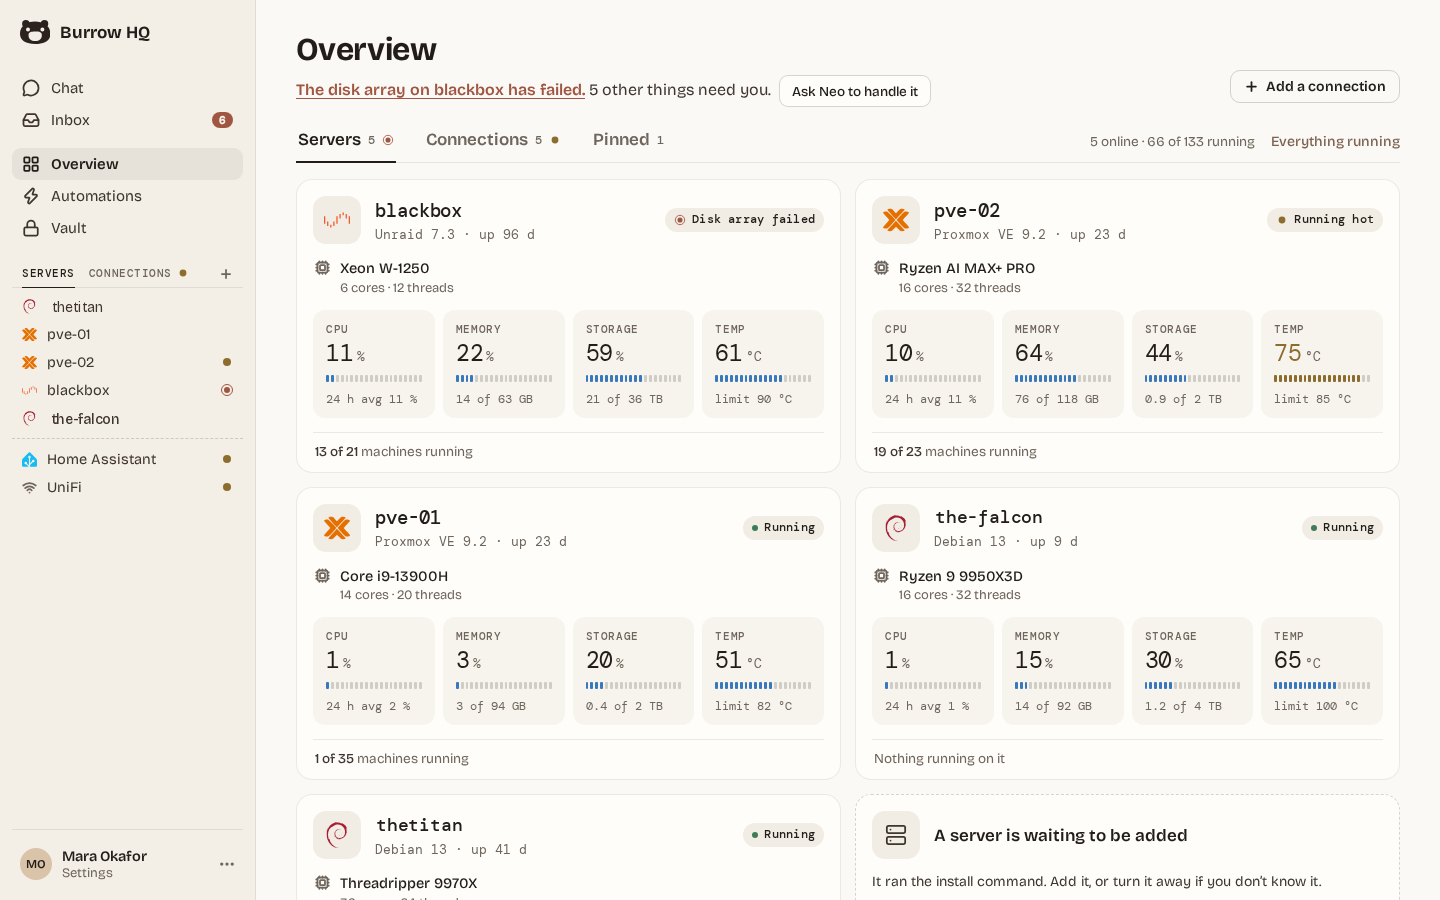 Burrow HQ
Chat
Inbox 6
Overview
Automations
Vault
SERVERS CONNECTIONS
thetitan
pve-01
pve-02
blackbox
the-falcon
Home Assistant
UniFi
MO Mara Okafor
Settings
Overview
The disk array on blackbox has failed. 5 other things need you. Ask Neo to handle it
Add a connection
Servers 5 Connections 5 Pinned 1
5 online · 66 of 133 running Everything running
blackbox
Unraid 7.3 · up 96 d
Disk array failed
Xeon W-1250
6 cores · 12 threads
CPU MEMORY STORAGE TEMP
11 % 22 % 59 % 61 °C
24 h avg 11 % 14 of 63 GB 21 of 36 TB limit 90 °C
13 of 21 machines running
pve-02
Proxmox VE 9.2 · up 23 d
Running hot
Ryzen AI MAX+ PRO
16 cores · 32 threads
CPU MEMORY STORAGE TEMP
10 % 64 % 44 % 75 °C
24 h avg 11 % 76 of 118 GB 0.9 of 2 TB limit 85 °C
19 of 23 machines running
pve-01
Proxmox VE 9.2 · up 23 d
Running
Core i9-13900H
14 cores · 20 threads
CPU MEMORY STORAGE TEMP
1 % 3 % 20 % 51 °C
24 h avg 2 % 3 of 94 GB 0.4 of 2 TB limit 82 °C
1 of 35 machines running
the-falcon
Debian 13 · up 9 d
Running
Ryzen 9 9950X3D
16 cores · 32 threads
CPU MEMORY STORAGE TEMP
1 % 15 % 30 % 65 °C
24 h avg 1 % 14 of 92 GB 1.2 of 4 TB limit 100 °C
Nothing running on it
thetitan
Debian 13 · up 41 d
Running
Threadripper 9970X
A server is waiting to be added
It ran the install command. Add it, or turn it away if you don't know it.